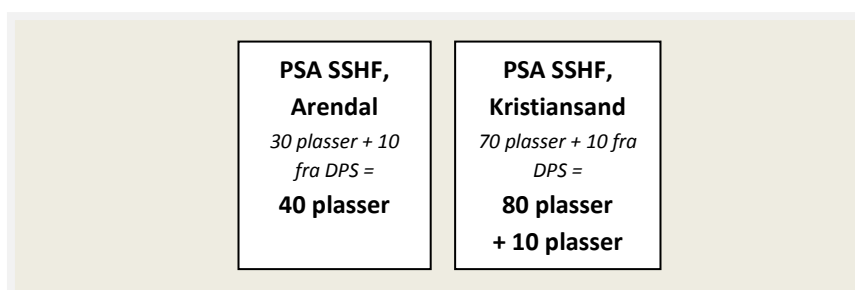 PSA SSHF,
Arendal
30 plasser + 10
fra DPS =
40 plasser
PSA SSHF,
Kristiansand
70 plasser + 10 fra
DPS =
80 plasser
+ 10 plasser